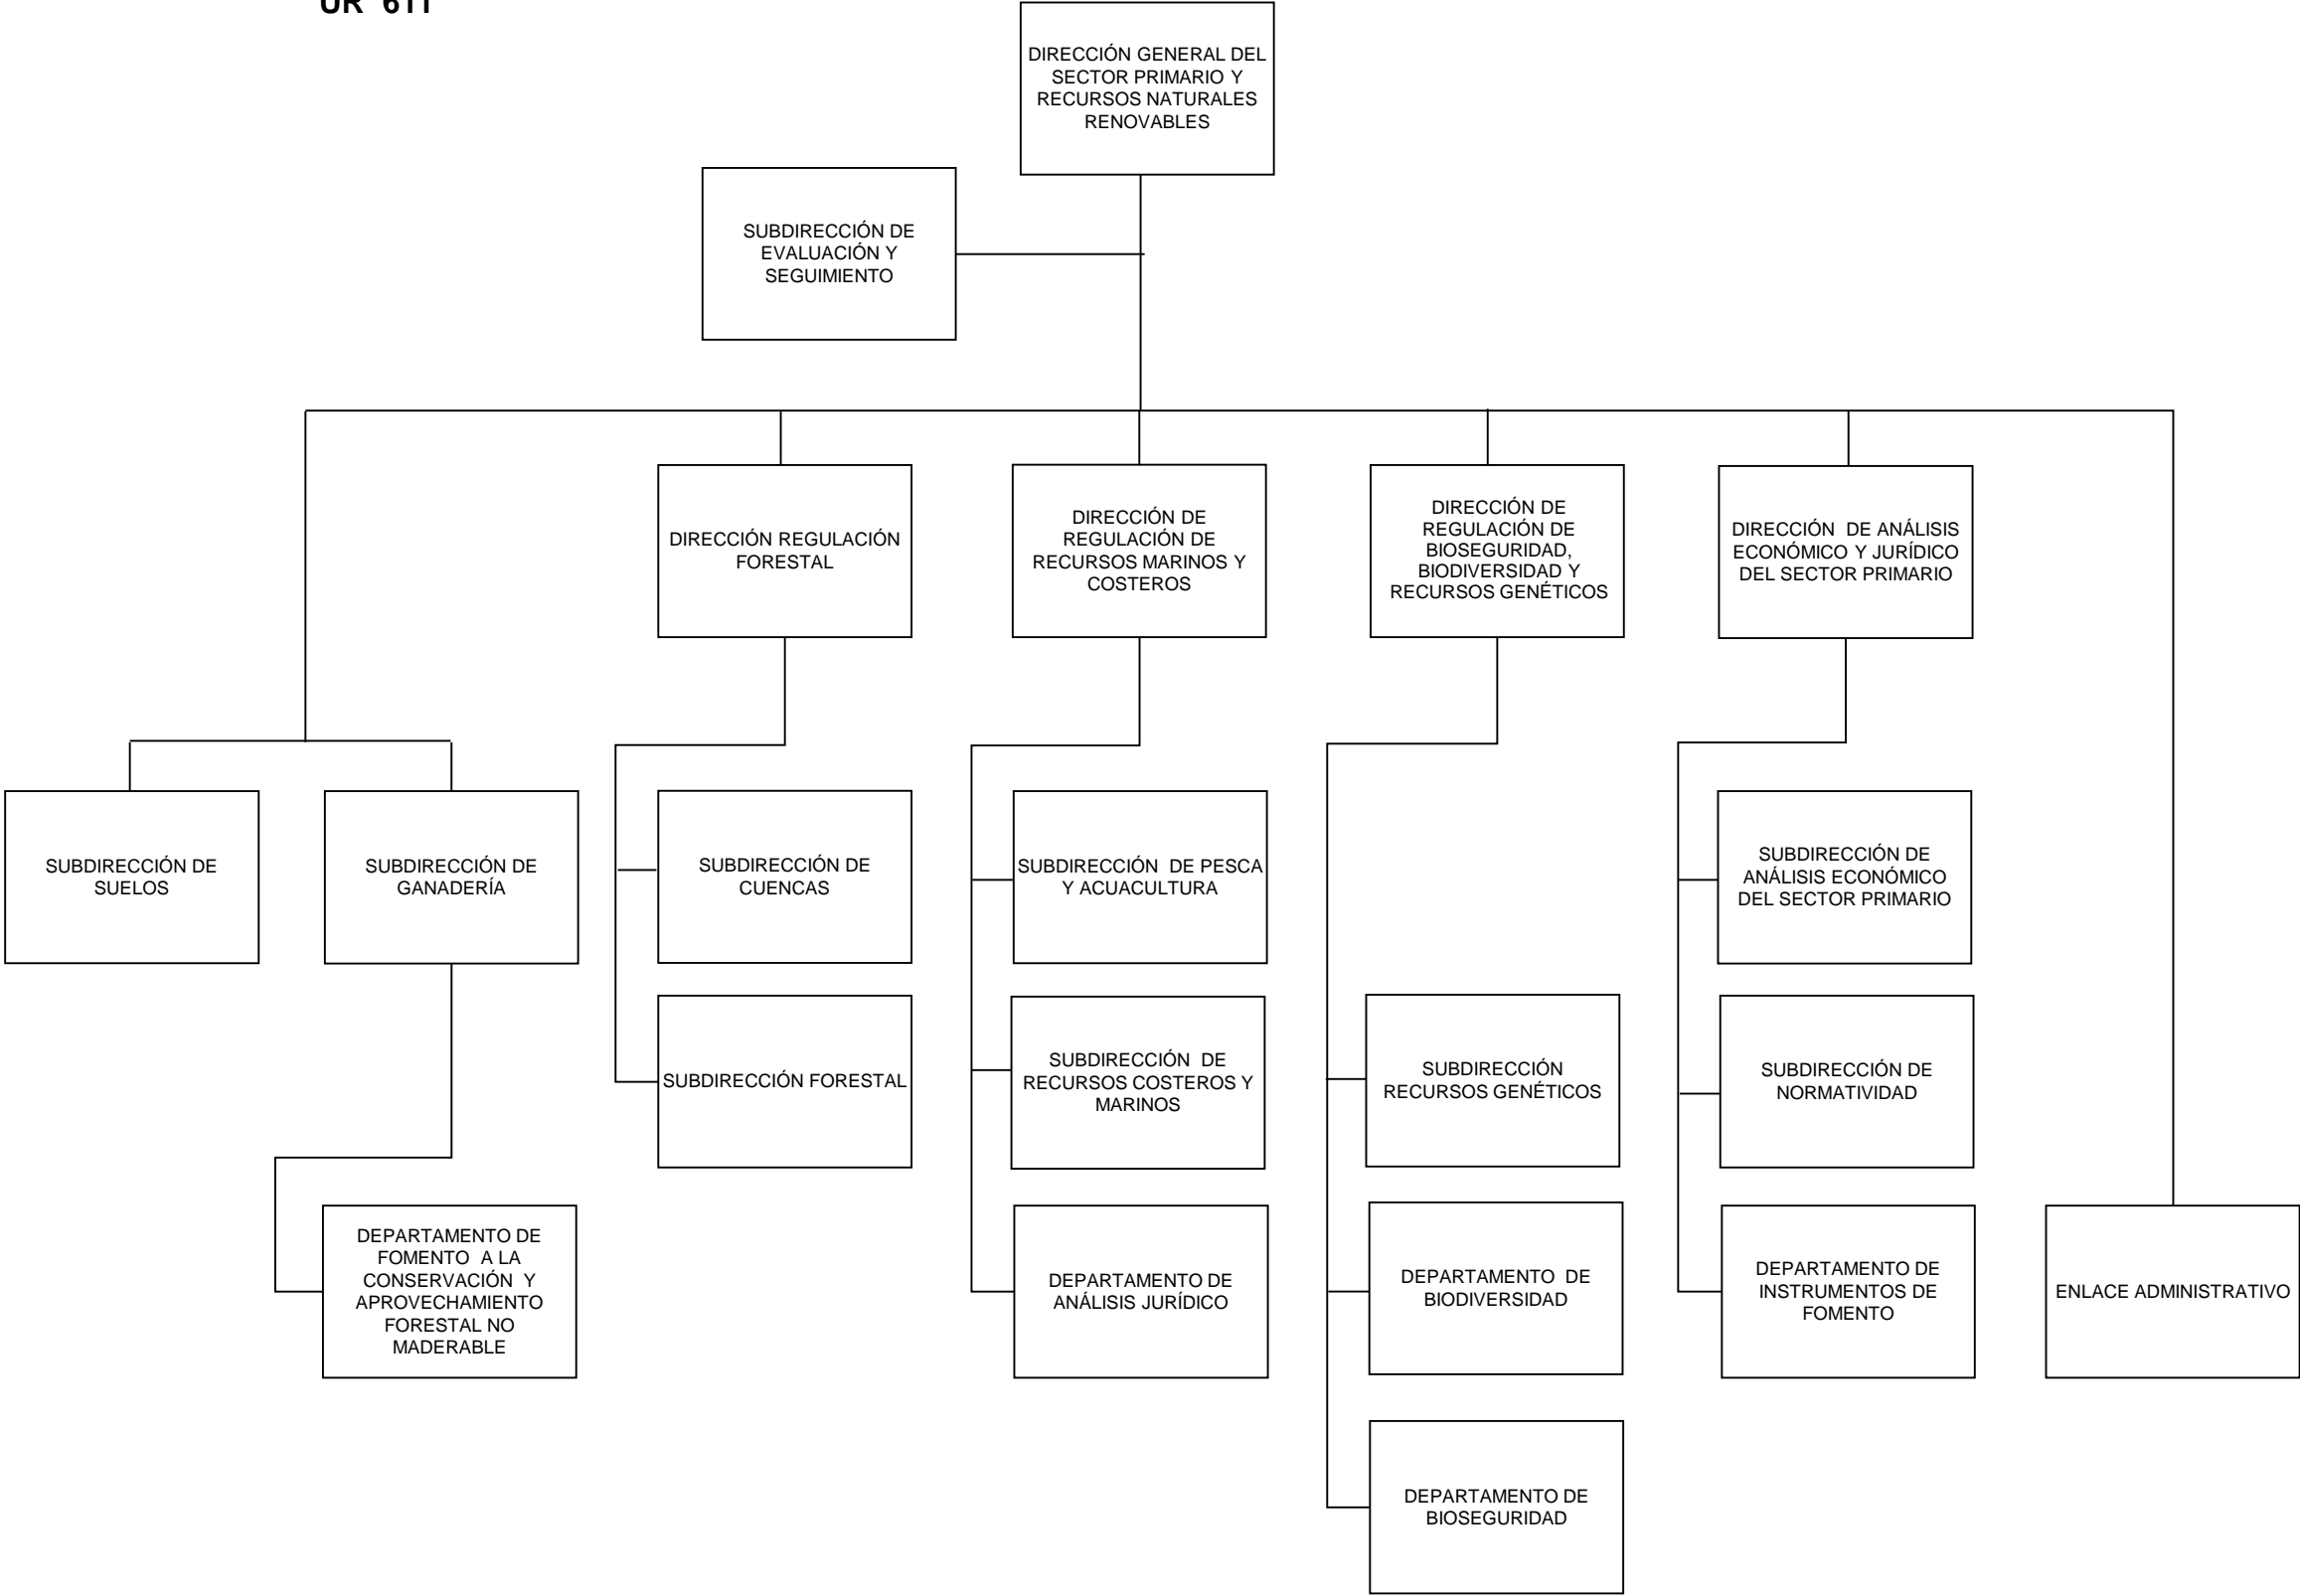 UR 611
DIRECCIÓN GENERAL DEL
SECTOR PRIMARIO Y
RECURSOS NATURALES
RENOVABLES
SUBDIRECCIÓN DE
EVALUACIÓN Y
SEGUIMIENTO
DIRECCIÓN REGULACIÓN
FORESTAL
DIRECCIÓN DE
REGULACIÓN DE
RECURSOS MARINOS Y
COSTEROS
DIRECCIÓN DE
REGULACIÓN DE
BIOSEGURIDAD,
BIODIVERSIDAD Y
RECURSOS GENÉTICOS
DIRECCIÓN DE ANÁLISIS
ECONÓMICO Y JURÍDICO
DEL SECTOR PRIMARIO
SUBDIRECCIÓN DE
SUELOS
SUBDIRECCIÓN DE
GANADERÍA
SUBDIRECCIÓN DE
CUENCAS
SUBDIRECCIÓN DE PESCA
Y ACUACULTURA
SUBDIRECCIÓN DE
ANÁLISIS ECONÓMICO
DEL SECTOR PRIMARIO
SUBDIRECCIÓN FORESTAL
SUBDIRECCIÓN DE
RECURSOS COSTEROS Y
MARINOS
SUBDIRECCIÓN
RECURSOS GENÉTICOS
SUBDIRECCIÓN DE
NORMATIVIDAD
DEPARTAMENTO DE
FOMENTO A LA
CONSERVACIÓN Y
APROVECHAMIENTO
FORESTAL NO
MADERABLE
DEPARTAMENTO DE
ANÁLISIS JURÍDICO
DEPARTAMENTO DE
BIODIVERSIDAD
DEPARTAMENTO DE
INSTRUMENTOS DE
FOMENTO
ENLACE ADMINISTRATIVO
DEPARTAMENTO DE
BIOSEGURIDAD